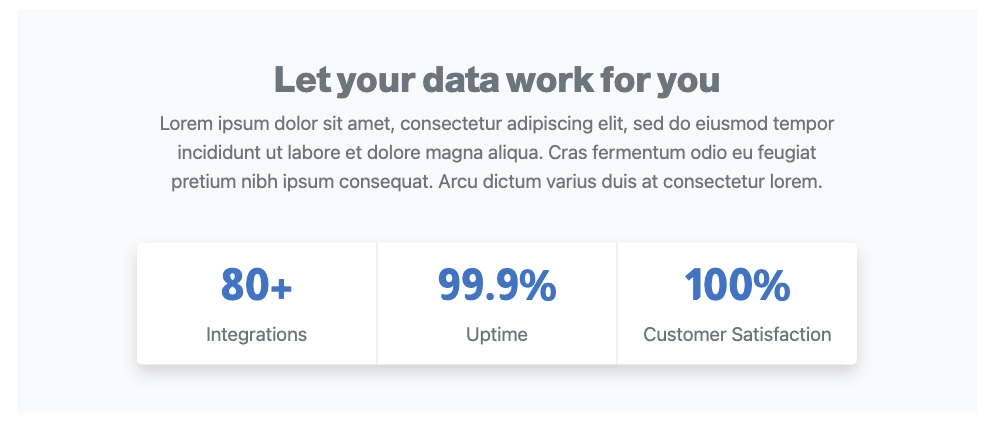 Let your data work for you
Lorem ipsum dolor sit amet, consectetur adipiscing elit, sed do eiusmod tempor
incididunt ut labore et dolore magna aliqua. Cras fermentum odio eu feugiat
pretium nibh ipsum consequat. Arcu dictum varius duis at consectetur lorem.
80+
Integrations
99.9%
Uptime
100%
Customer Satisfaction